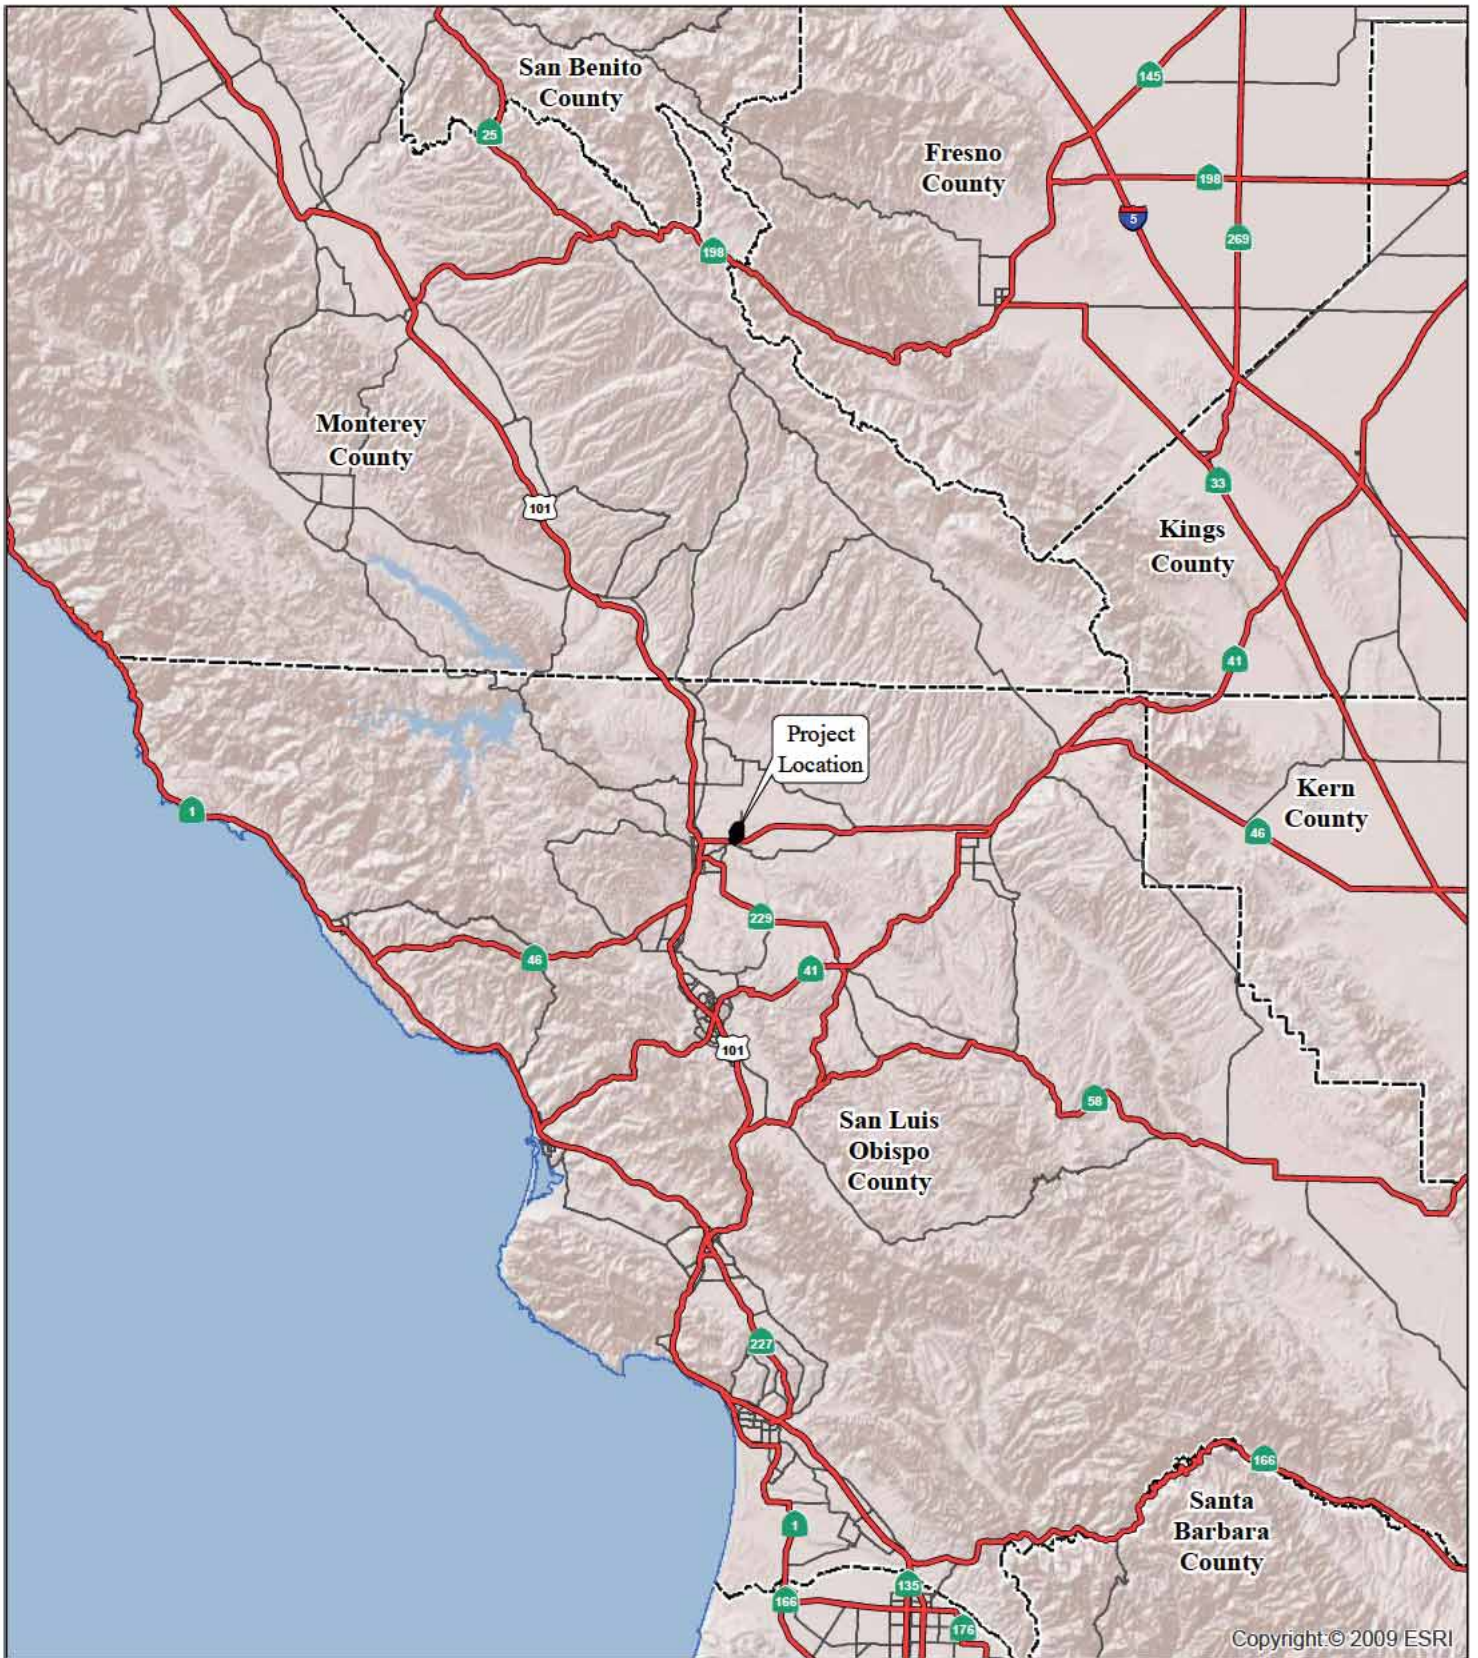 San Benito
County
145
25
Fresno
County
198
5
269
198
Monterey
County
33
101
Kings
County
41
Project
Location
Kern
County
1
46
229
46
41
101
58
San Luis
Obispo
County
227
166
Santa
Barbara
County
1
135
166
176
Copyright:© 2009 ESRI